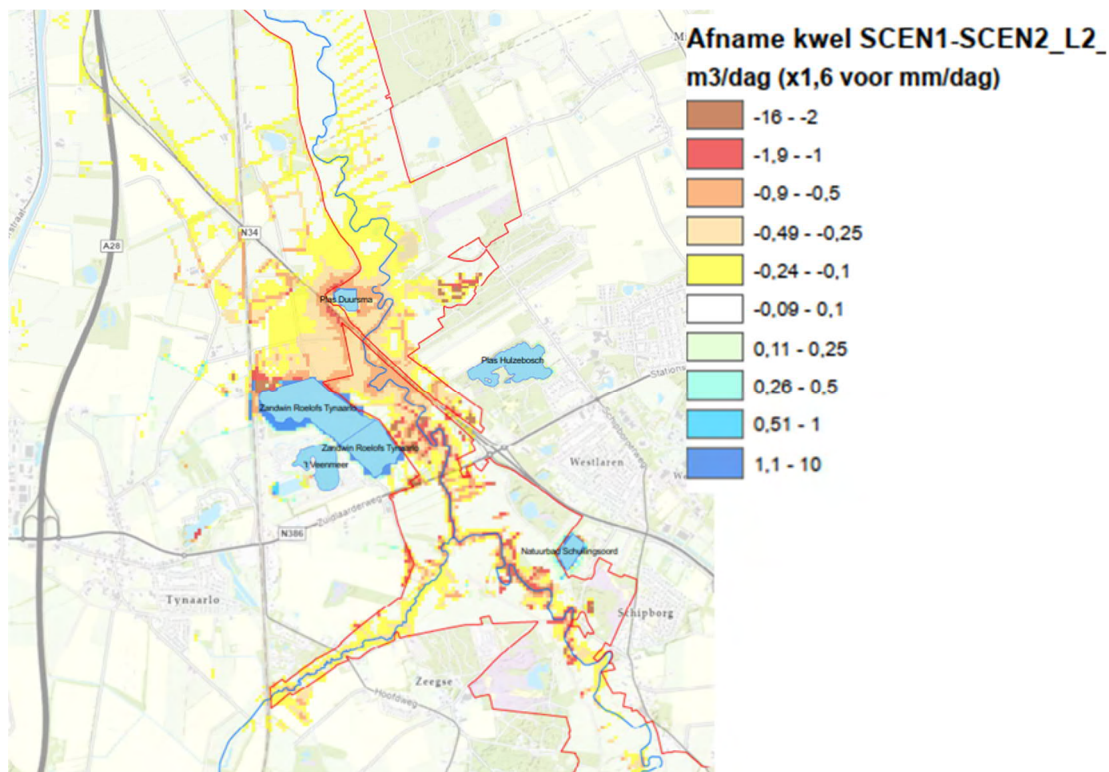 Afname kwel SCEN1-SCEN2_L2_
m3/dag (x1,6 voor mm/dag)
-16 - -2
-1,9 - -1
-0,9 - -0,5
-0,49 - -0,25
-0,24 - -0,1
-0,09 - 0,1
0,11 - 0,25
0,26 - 0,5
0,51 - 1
1,1 - 10
N34
A28
Plas Duursma
Plas Hulzebosch
Stations
Zandwin Roelofs Tynaarlo
Zandwin Roelofs Tynaarlo
't Veenmeer
Westlaren
Zuidlaarderweg
N386
Natuurbad Schuilingsoord
Tynaarlo
Schipborg
Zeegse
Hoofdweg